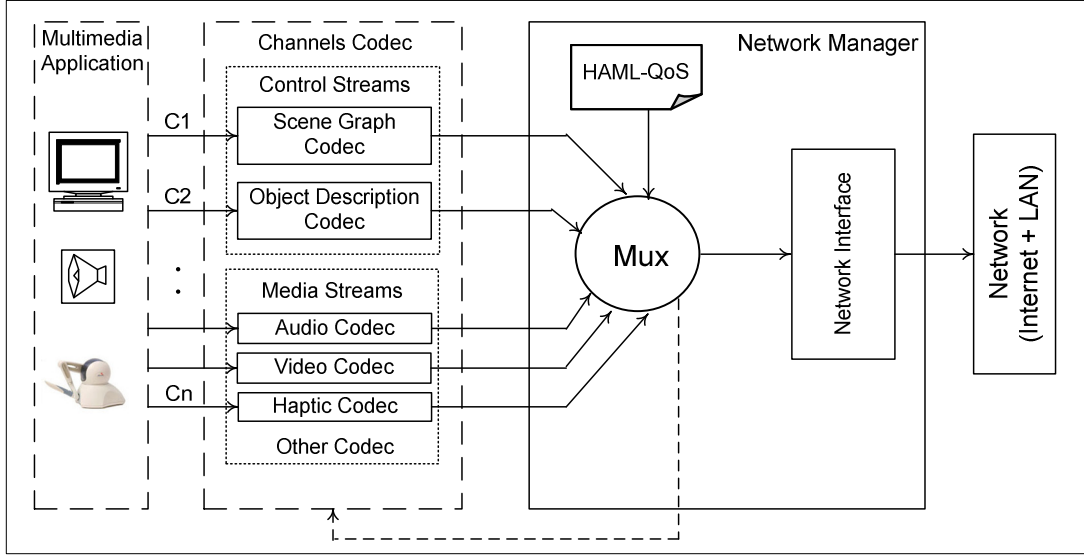 Multimedia
Application
Channels Codec
Network Manager
HAML-QoS
Control Streams
C1
Scene Graph
Codec
C2
Object Description
Codec
Mux
Network Interface
Network
(Internet + LAN)
Media Streams
Audio Codec
Video Codec
Cn
Haptic Codec
Other Codec